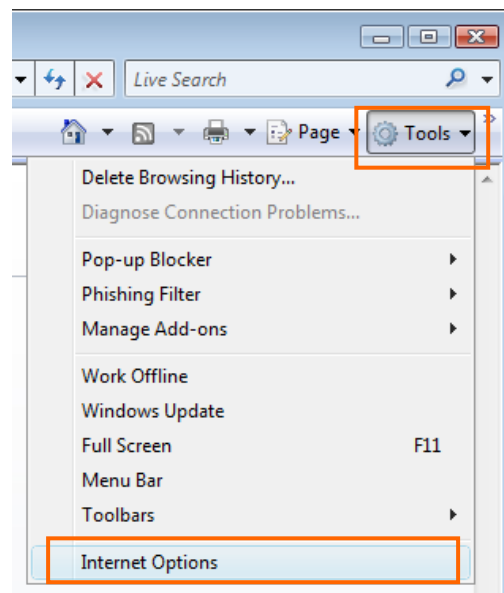 Live Search
Page Tools »
Delete Browsing History...
Diagnose Connection Problems...
Pop-up Blocker
Phishing Filter
Manage Add-ons
Work Offline
Windows Update
Full Screen F11
Menu Bar
Toolbars
Internet Options